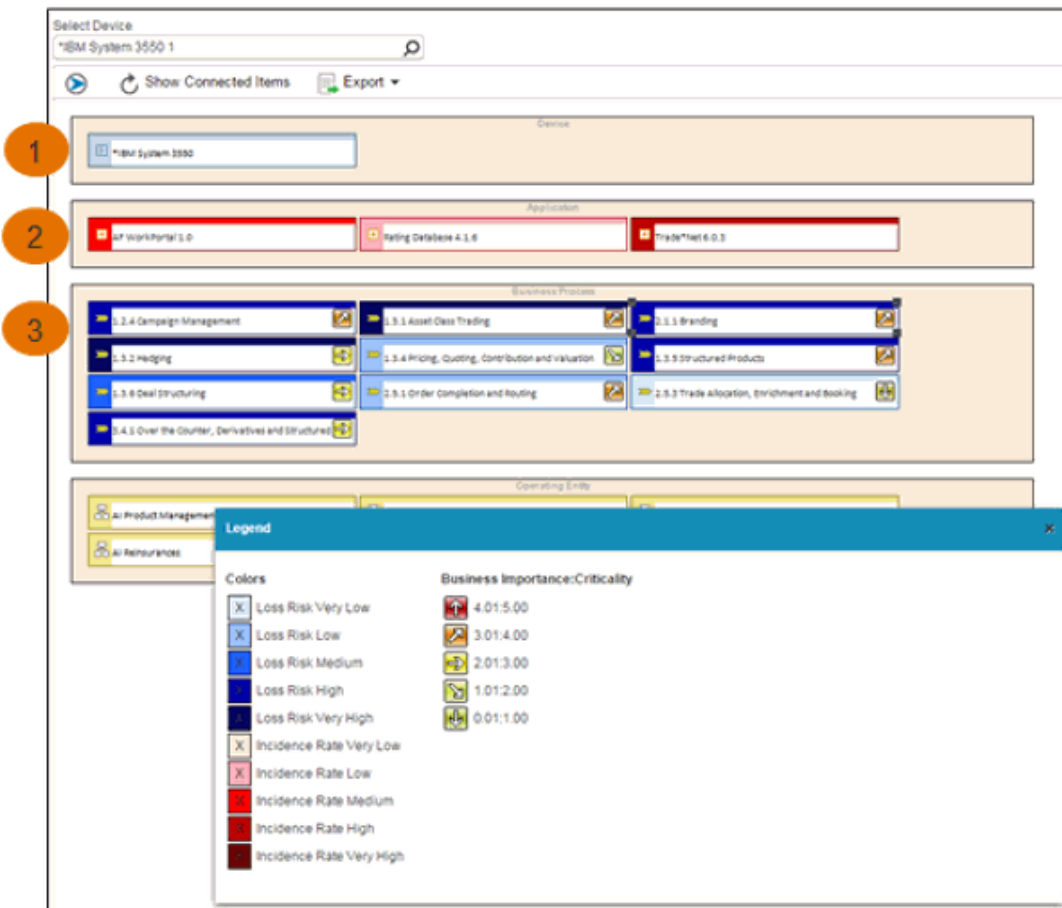 Select Device
*IBM System 3550 1
Show Connected Items Export
1
Device
*IBM System 3550
2
Application
AP WorkPortal 1.0 Rating Database 4.1.6 Trade*Net 6.0.3
3
Business Process
1.2.4 Campaign Management 1.3.1 Asset Class Trading 2.1.1 Branding
1.3.2 Hedging 1.3.4 Pricing, Quoting, Contribution and Valuation 1.3.5 Structured Products
1.3.6 Deal Structuring 2.5.1 Order Completion and Routing 2.5.3 Trade Allocation, Enrichment and Booking
5.4.1 Over the Counter, Derivatives and Structured
Operating Entity
AI Product Management
AI Reinsurances
Legend ×
Colors Business Importance:Criticality
X Loss Risk Very Low 4.01:5.00
X Loss Risk Low 3.01:4.00
X Loss Risk Medium 2.01:3.00
Loss Risk High 1.01:2.00
Loss Risk Very High 0.01:1.00
X Incidence Rate Very Low
X Incidence Rate Low
X Incidence Rate Medium
Incidence Rate High
Incidence Rate Very High